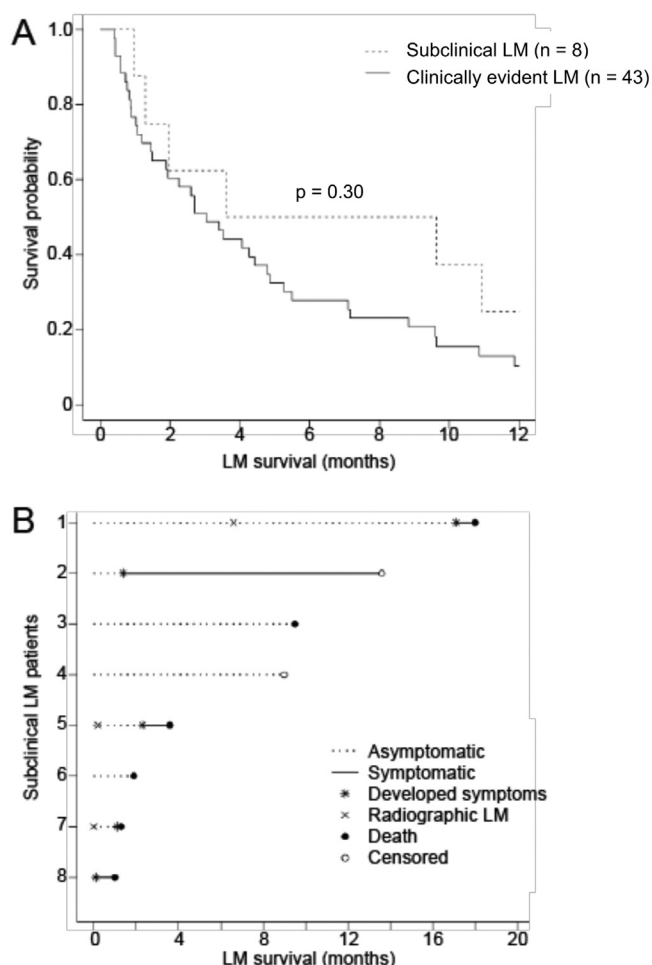 A
Subclinical LM (n = 8)
Clinically evident LM (n = 43)
p = 0.30
Survival probability
1.0
0.8
0.6
0.4
0.2
0
0 2 4 6 8 10 12
LM survival (months)
B
Subclinical LM patients
1
2
3
4
5
6
7
8
Asymptomatic
Symptomatic
Developed symptoms
Radiographic LM
Death
Censored
0 4 8 12 16 20
LM survival (months)